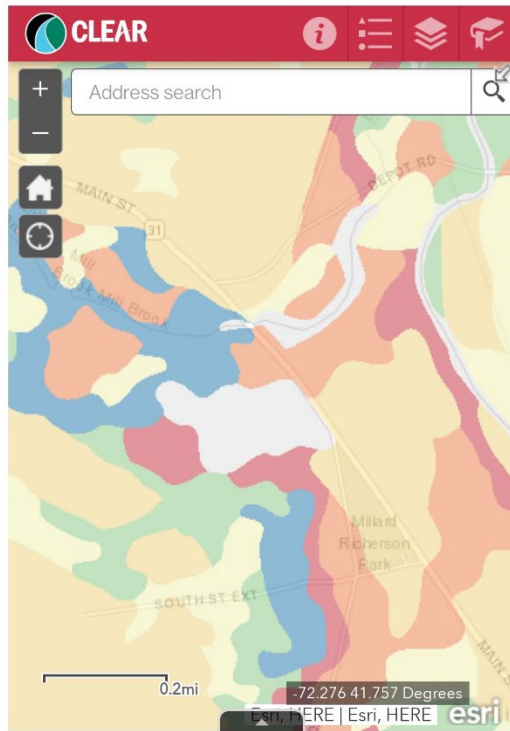 CLEAR
+
Address search
−
DEPOT RD
MAIN ST
31
Mill
Brook Mill Brook
Millard
Richerson
Park
SOUTH ST EXT
MAIN S
0.2mi
-72.276 41.757 Degrees
Esri, HERE | Esri, HERE
esri